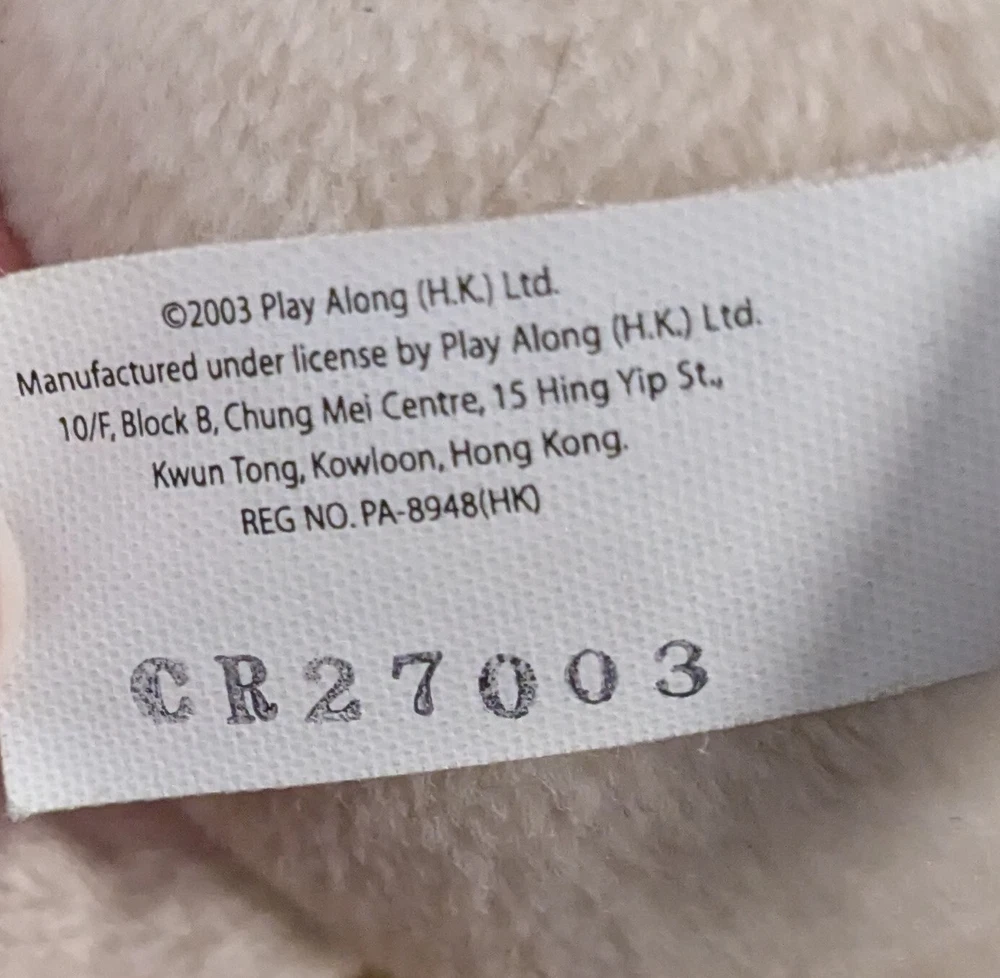 ©2003 Play Along (H.K.) Ltd.
Manufactured under license by Play Along (H.K.) Ltd.
10/F, Block B, Chung Mei Centre, 15 Hing Yip St.,
Kwun Tong, Kowloon, Hong Kong.
REG NO. PA-8948(HK)
CR27003